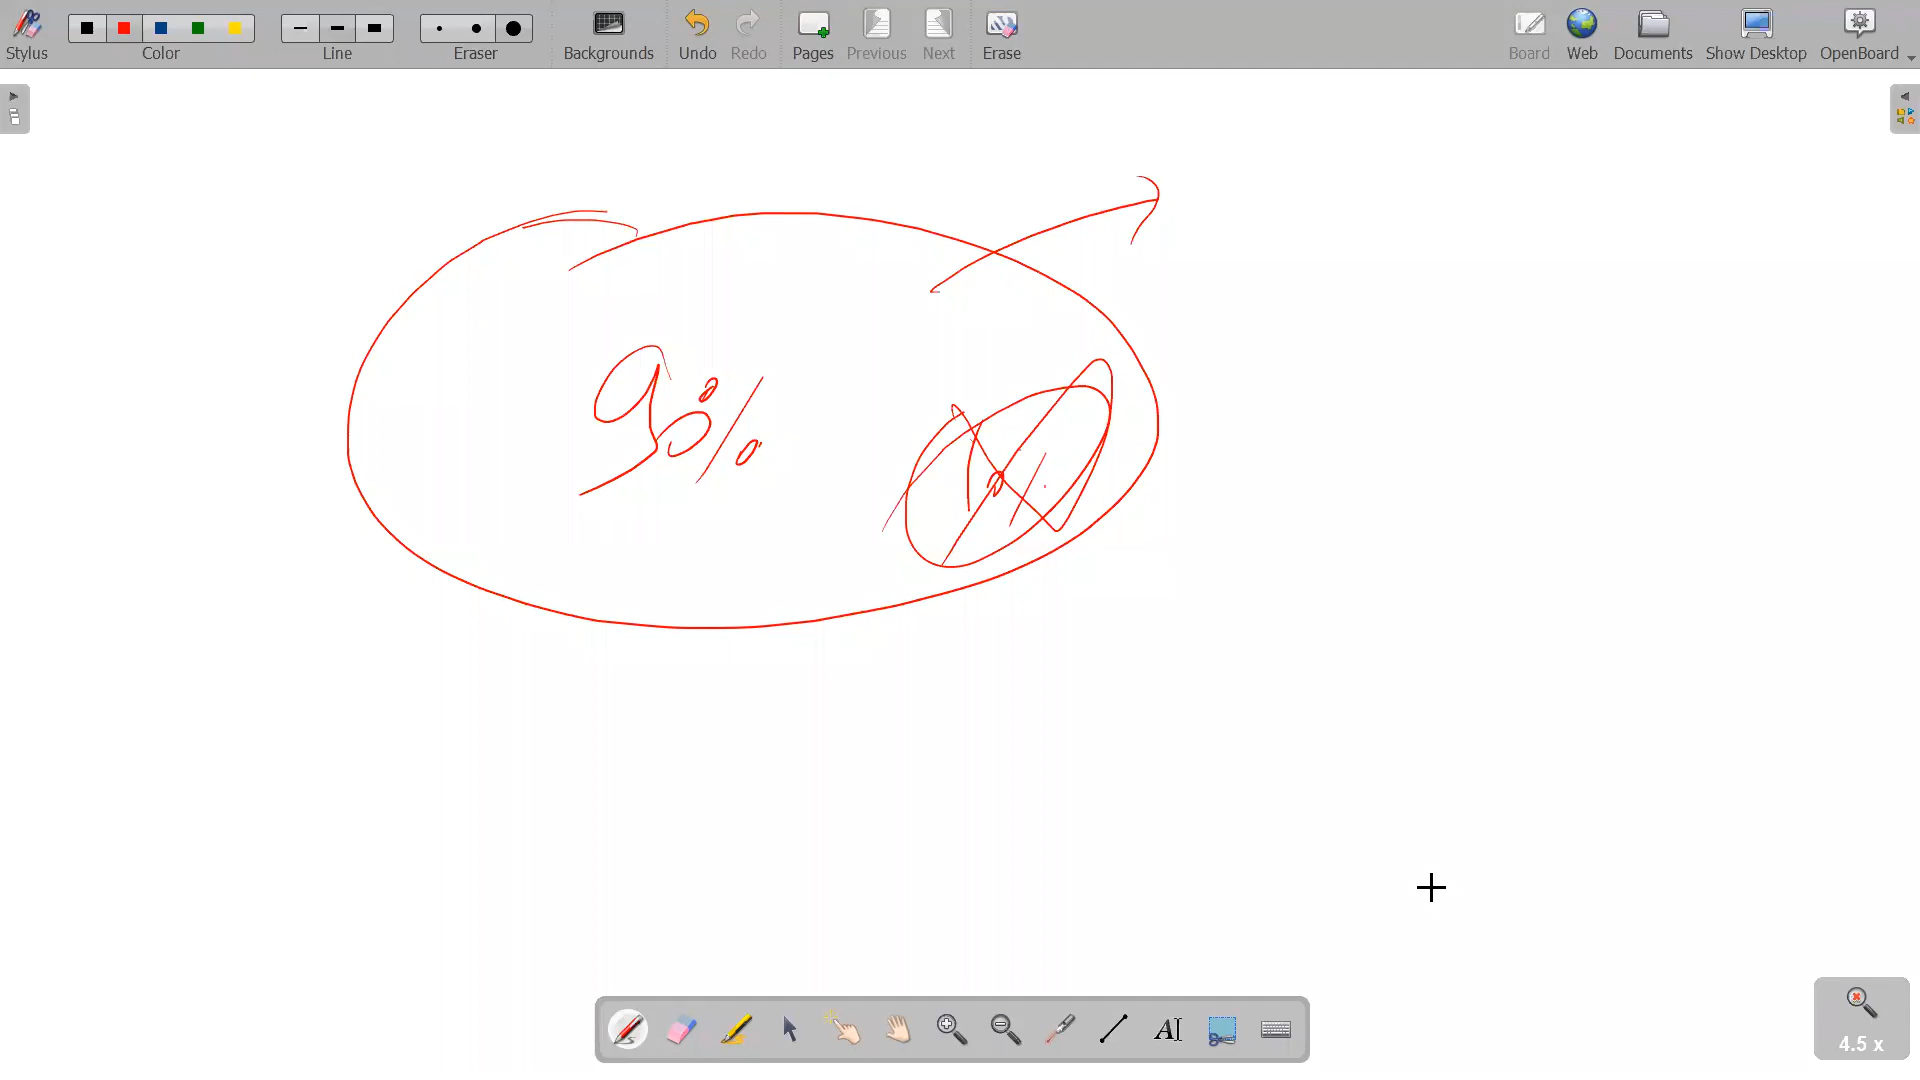 Stylus Color Line Eraser Backgrounds Undo Redo Pages Previous Next Erase Board Web Documents Show Desktop OpenBoard
90%
AI
4.5 x